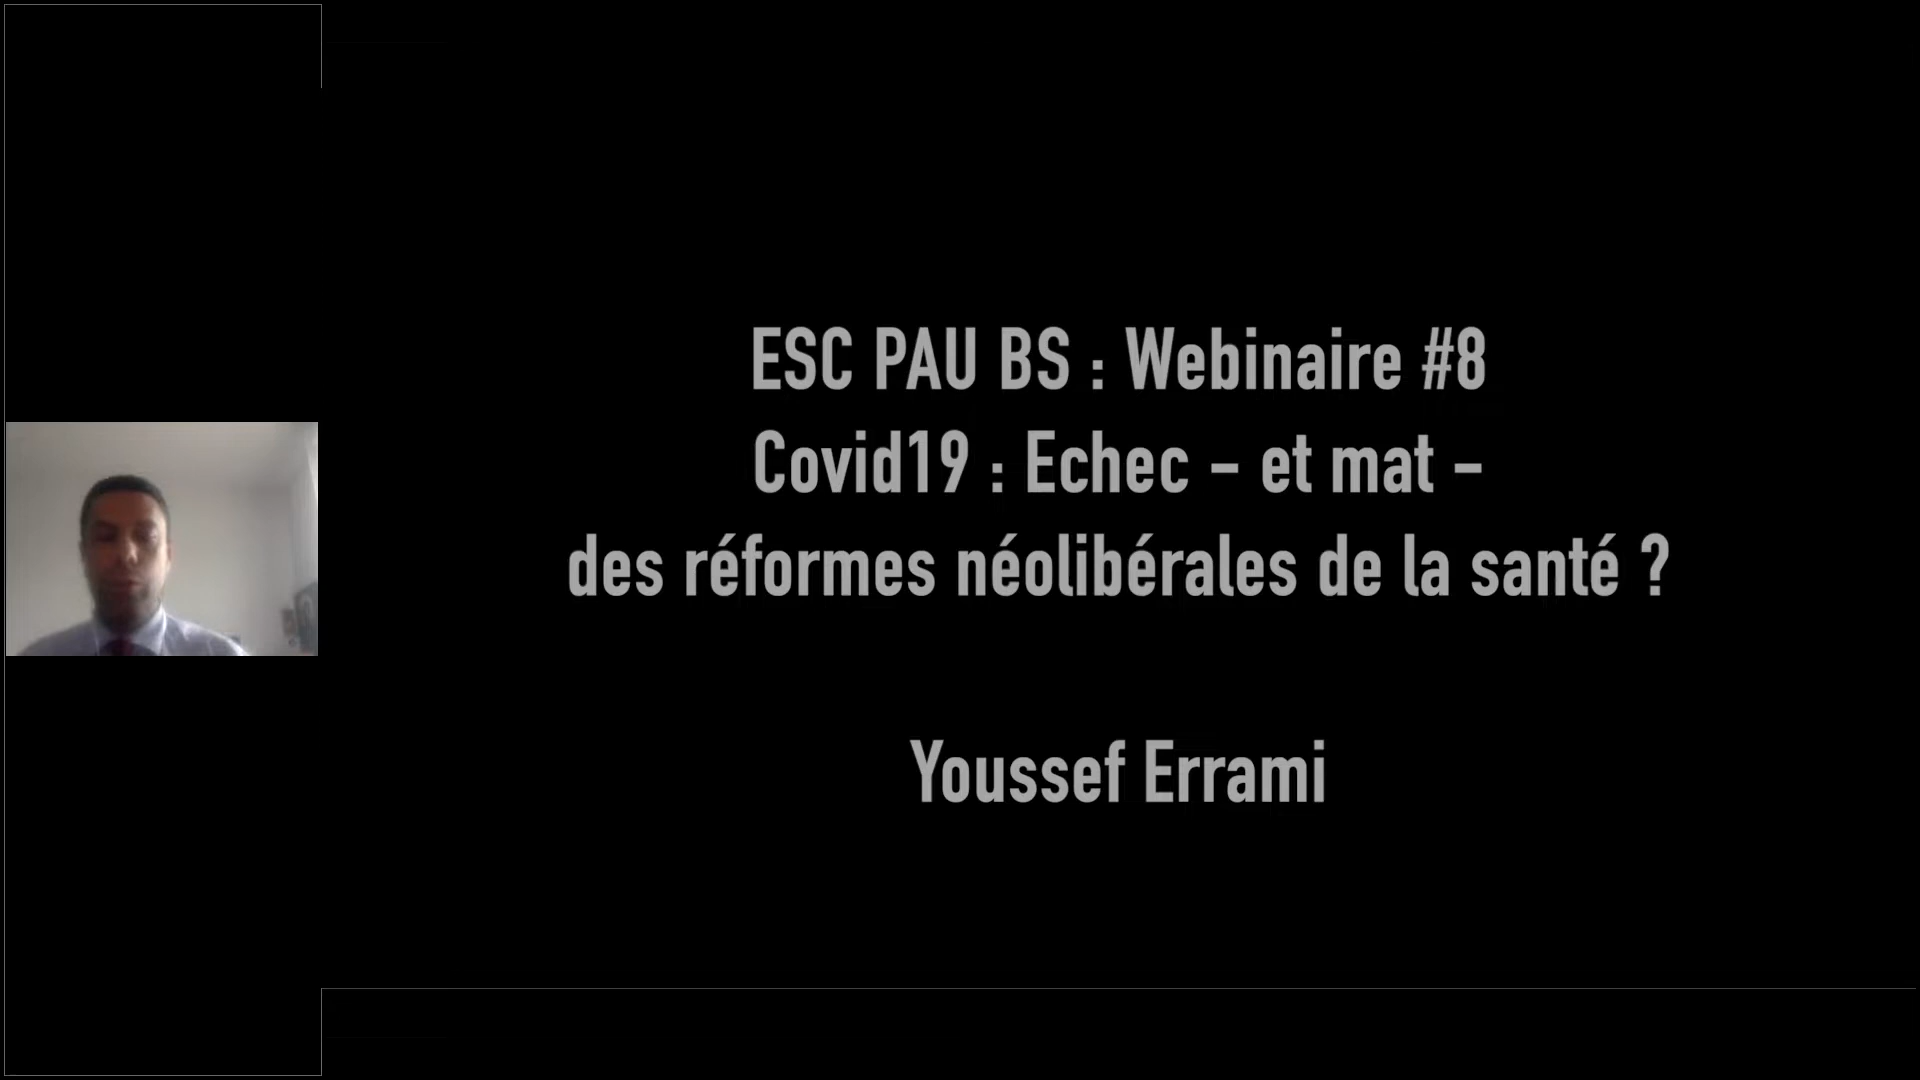 ESC PAU BS : Webinaire #8
Covid19 : Echec – et mat –
des réformes néolibérales de la santé ?
Youssef Errami